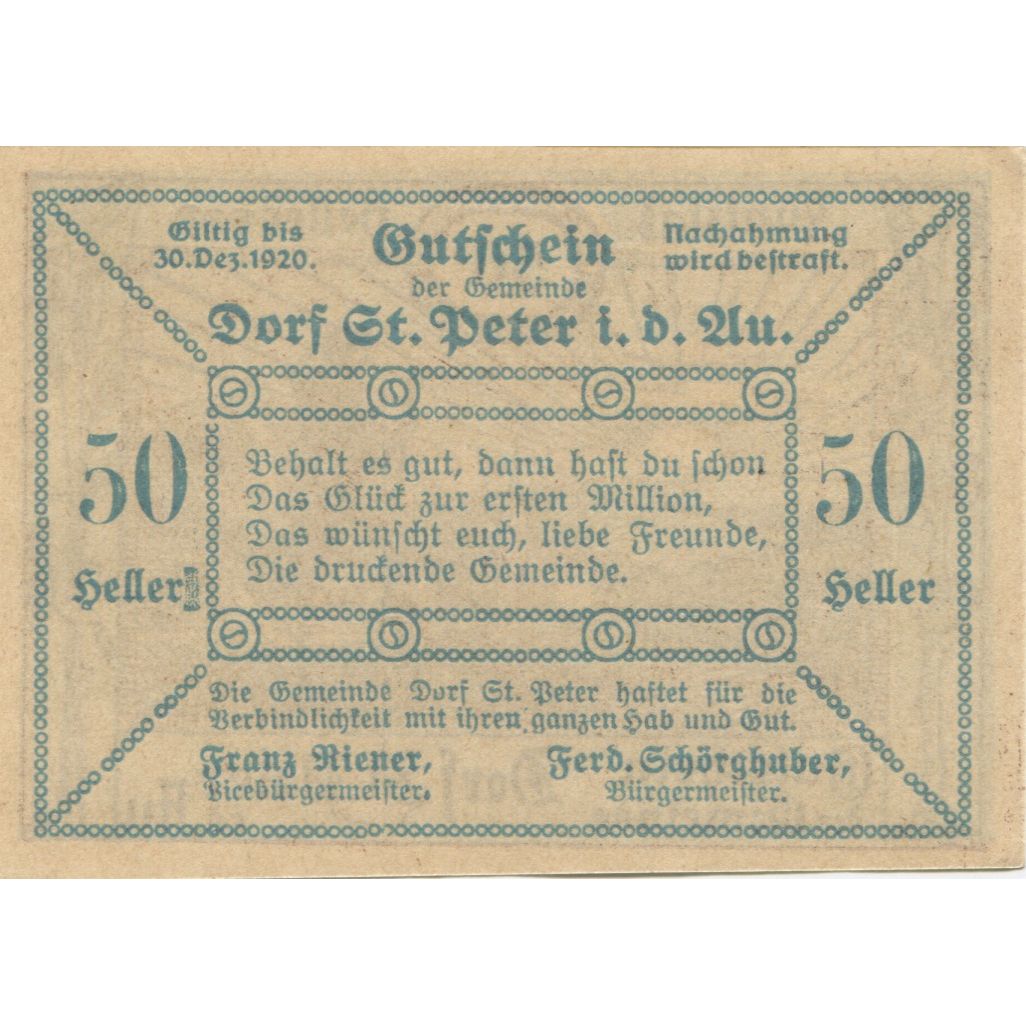 Giltig bis
30. Dez. 1920.
Gutschein
der Gemeinde
Dorf St. Peter i. d. Au.
Nachahmung
wird bestraft.
50
Heller
Behalt es gut, dann hast du schon
Das Glück zur ersten Million,
Das wünscht euch, liebe Freunde,
Die druckende Gemeinde.
50
Heller
Die Gemeinde Dorf St. Peter haftet für die
Verbindlichkeit mit ihren ganzen Hab und Gut.
Franz Riener,
Vicebürgermeister.
Ferd. Schörghuber,
Bürgermeister.